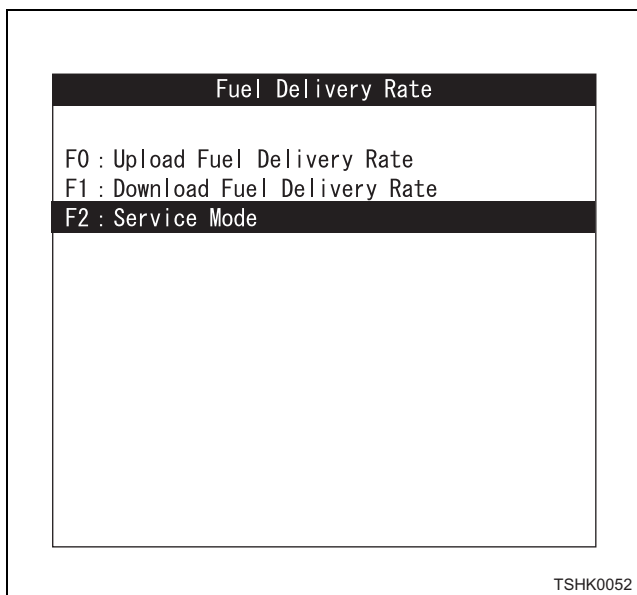 Fuel Delivery Rate
F0 : Upload Fuel Delivery Rate
F1 : Download Fuel Delivery Rate
F2 : Service Mode
TSHK0052